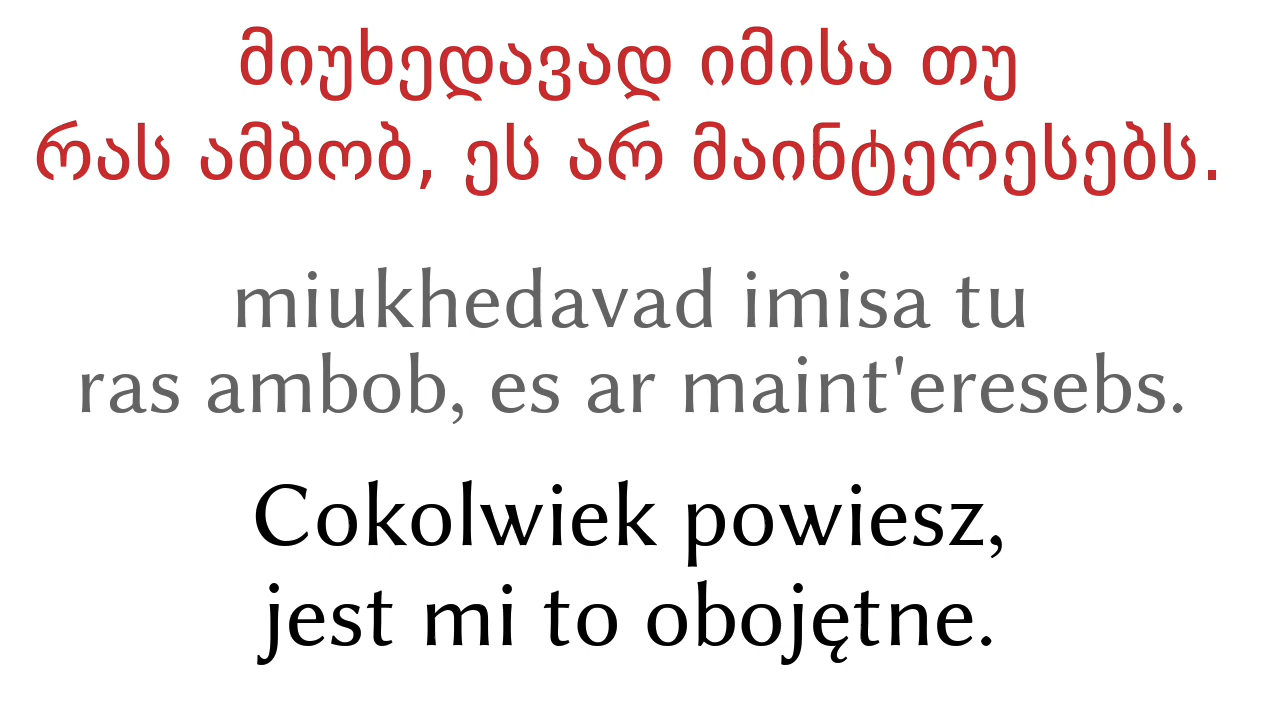 მიუხედავად იმისა თუ
რას ამბობ, ეს არ მაინტერესებს.
miukhedavad imisa tu
ras ambob, es ar maint'eresebs.
Cokolwiek powiesz,
jest mi to obojętne.